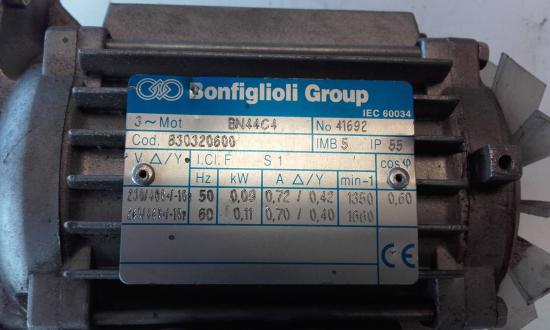 Bonfiglioli Group
IEC 60034
3~Mot BN44C4 No 41692
Cod. 830320600 IMB 5 IP 55
V △/Y I.Cl. F S 1 cosφ
Hz kW A △/Y min-1
50 0,09 0,72 / 0,42 1350 0,60
60 0,11 0,70 / 0,40 1660
CE